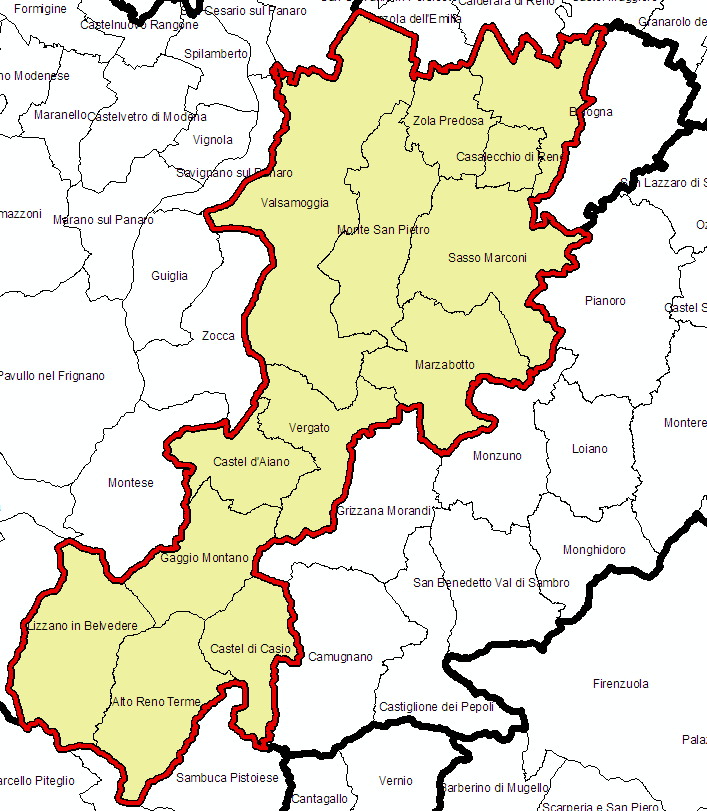 Formigine
Cesario sul Panaro
Calderara di Reno
Castelnuovo Rangone
zola dell'Emilia
Granarolo de
Spilamberto
no Modenese
Maranello
Castelvetro di Modena
Zola Predosa
Bologna
Vignola
Casalecchio di Reno
Savignano sul Panaro
San Lazzaro di S
Valsamoggia
mazzoni
Marano sul Panaro
Monte San Pietro
Oz
Sasso Marconi
Guiglia
Pianoro
Castel S
Zocca
Marzabotto
Pavullo nel Frignano
Vergato
Montere
Loiano
Monzuno
Castel d'Aiano
Montese
Grizzana Morandi
Gaggio Montano
Monghidoro
San Benedetto Val di Sambro
Lizzano in Belvedere
Castel di Casio
Camugnano
Firenzuola
Alto Reno Terme
Castiglione dei Pepoli
Palaz
arcello Piteglio
Sambuca Pistoiese
Vernio
Barberino di Mugello
Cantagallo
Scarperia e San Piero